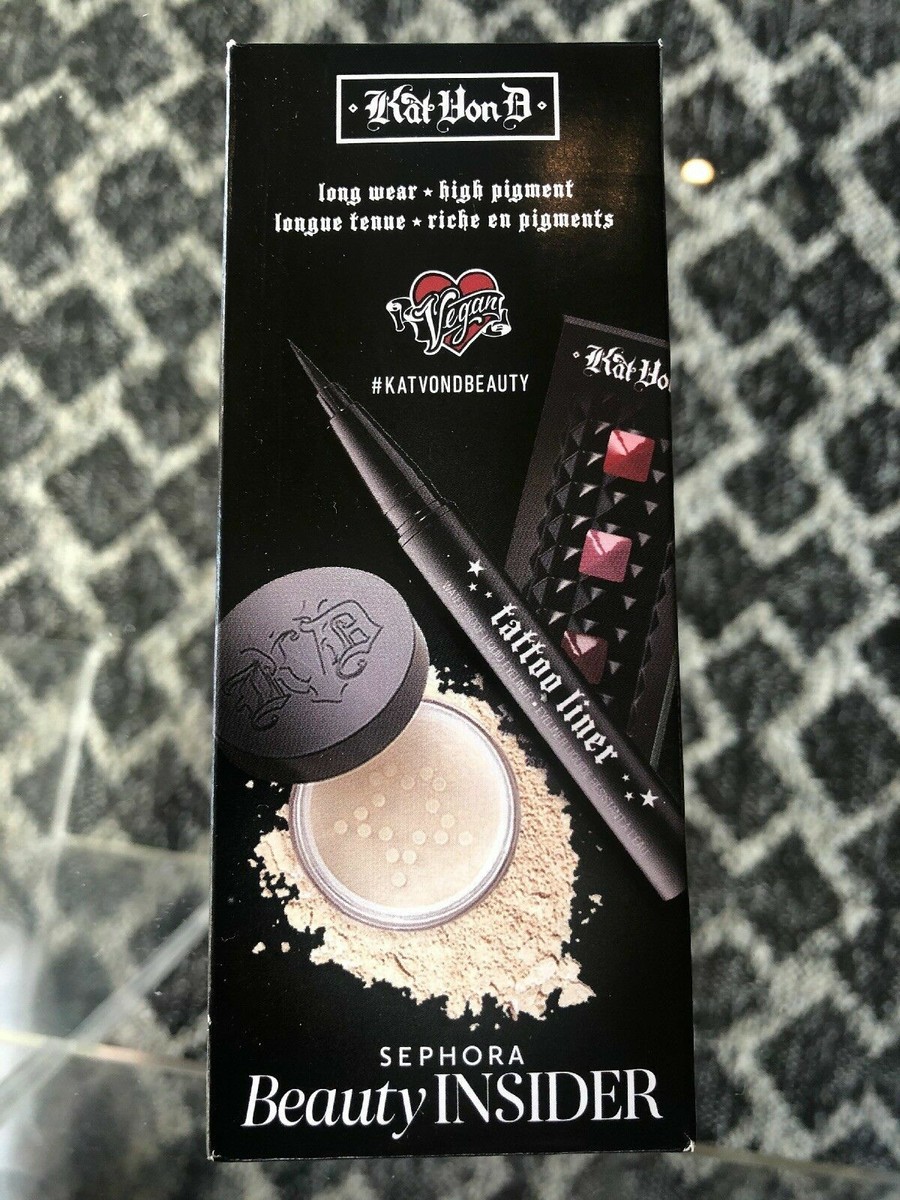 Kat Von D
long wear ★ high pigment
longue tenue ★ riche en pigments
Vegan
#KATVONDBEAUTY
Kat Vo
tattoo liner
SEPHORA
Beauty INSIDER